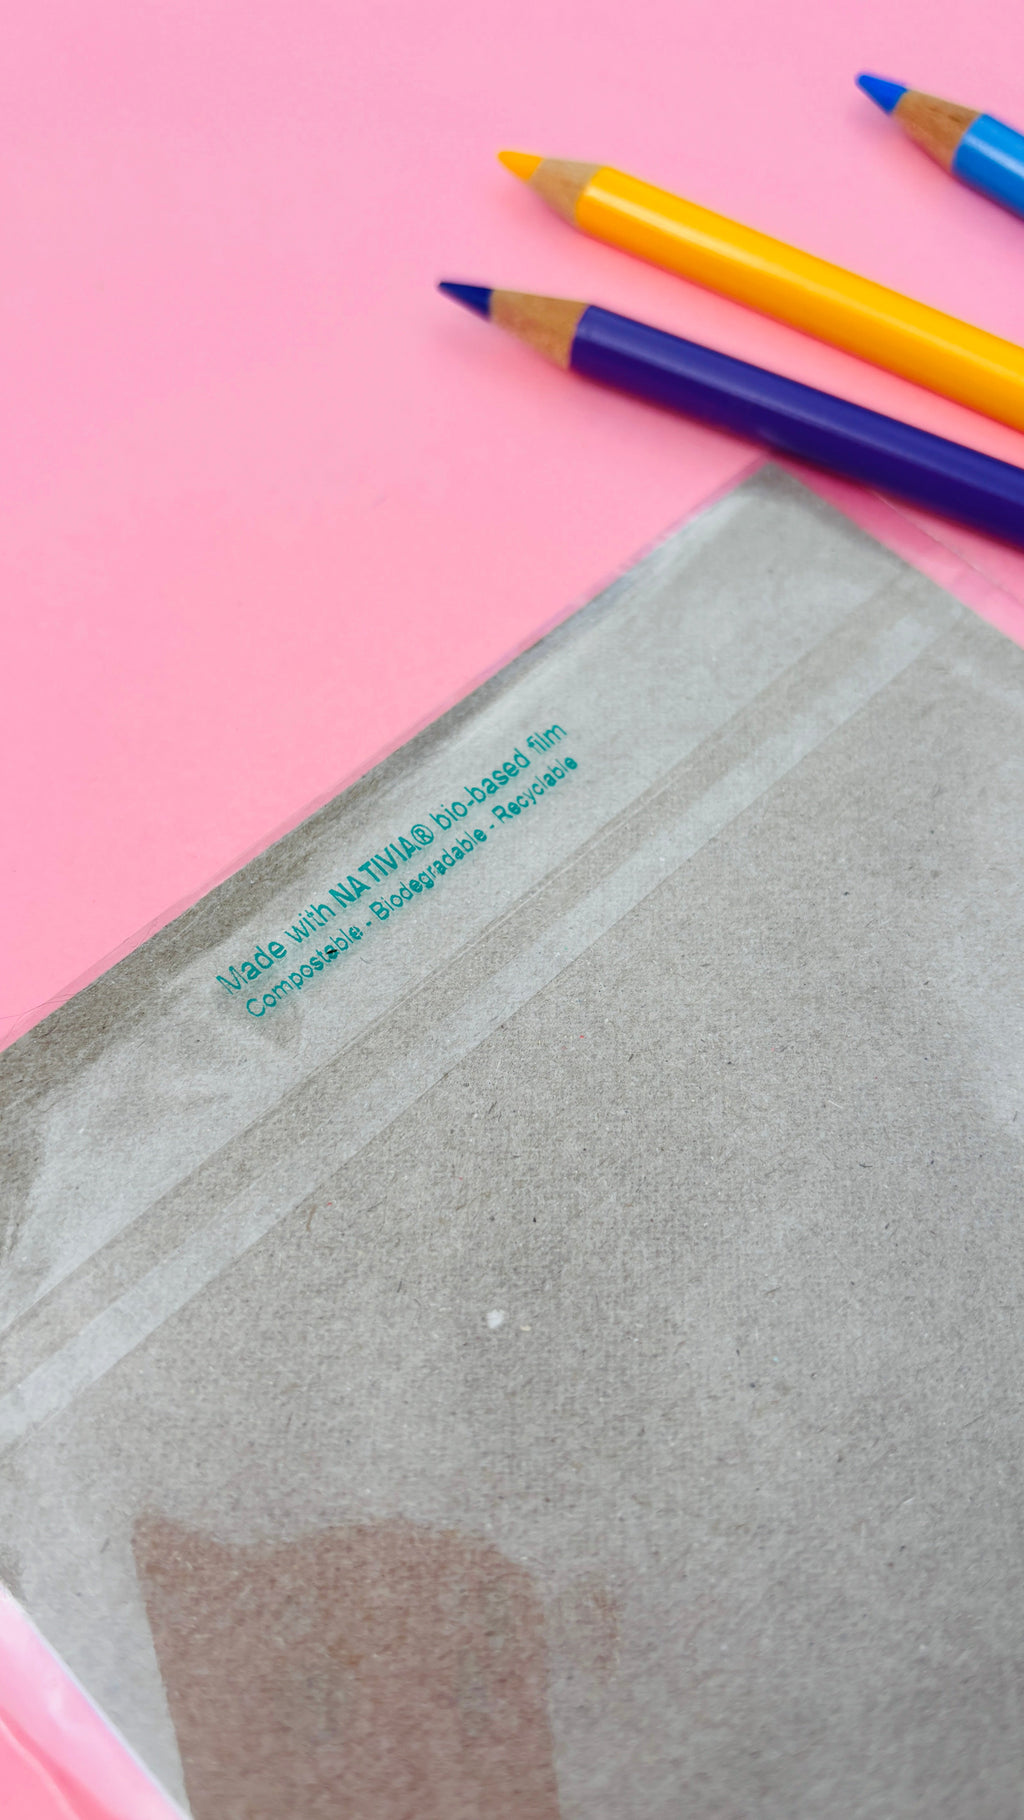 Made with NATIVIA® bio-based film
Compostable - Biodegradable - Recyclable